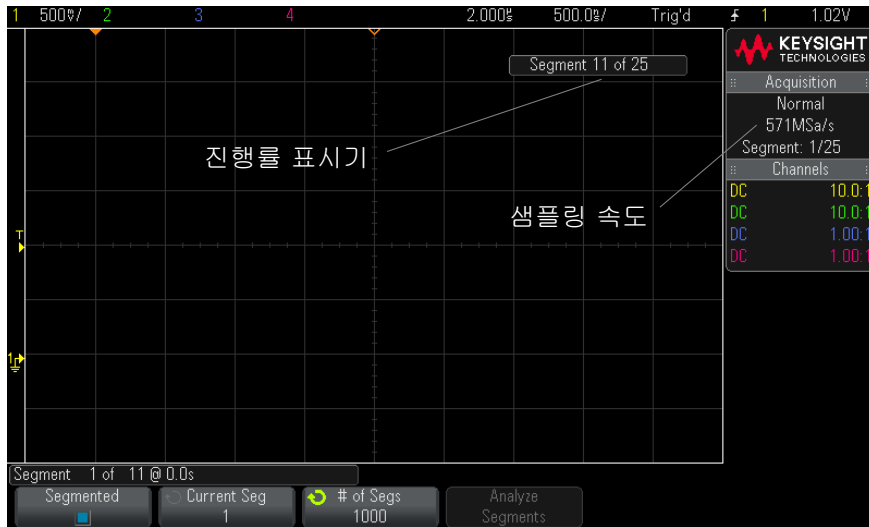 1 500㎷/ 2 3 4 2.000㎲ 500.0㎱/ Trig'd 1 1.02V
KEYSIGHT
TECHNOLOGIES
Segment 11 of 25
Acquisition
Normal
571MSa/s
Segment: 1/25
진행률 표시기
Channels
DC 10.0:1
DC 10.0:1
DC 1.00:1
DC 1.00:1
샘플링 속도
T
1
Segment 1 of 11 @ 0.0s
Segmented
Current Seg
1
# of Segs
1000
Analyze
Segments